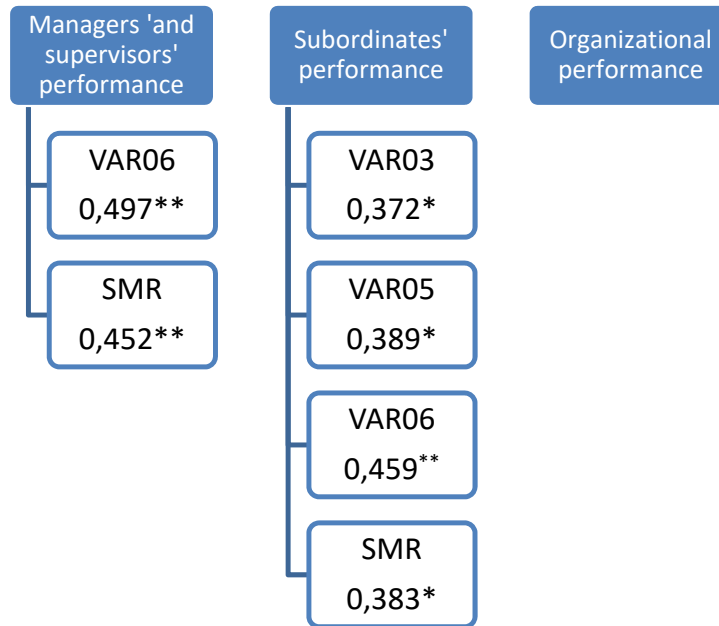 Managers 'and
supervisors'
performance
VAR06
0,497**
SMR
0,452**
Subordinates'
performance
VAR03
0,372*
VAR05
0,389*
VAR06
0,459**
SMR
0,383*
Organizational
performance